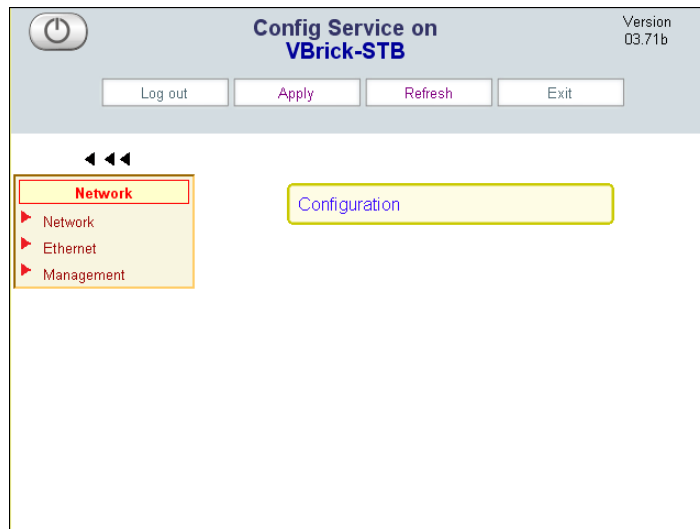 Config Service on
VBrick-STB
Version
03.71b
Log out
Apply
Refresh
Exit
Network
Network
Ethernet
Management
Configuration